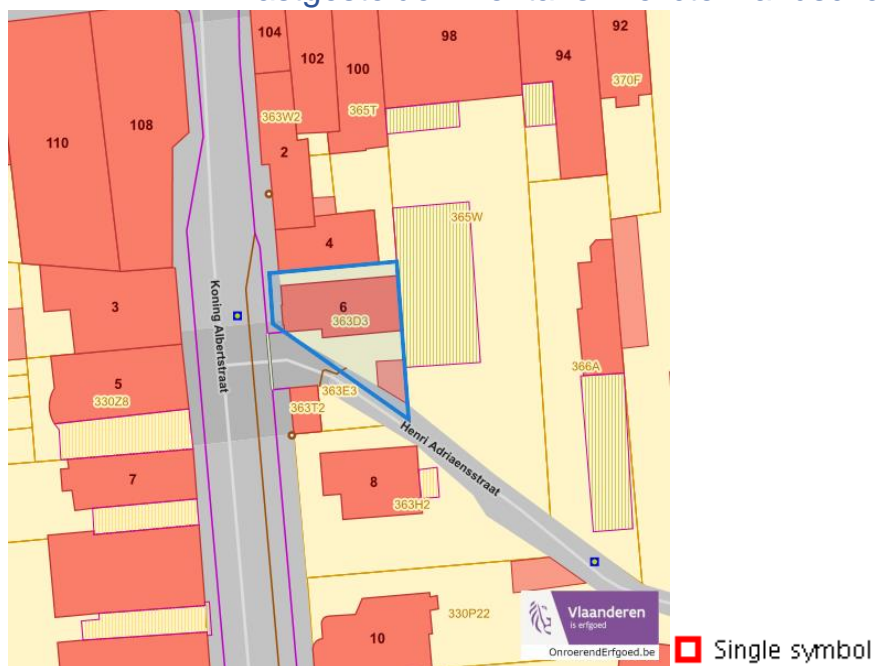 104
102
100
98
94
92
370F
365T
363W2
110
108
2
365W
4
3
6
363D3
Koning Albertstraat
5
330Z8
363E3
363T2
366A
Henri Adriaensstraat
7
8
363H2
330P22
10
Vlaanderen
is erfgoed
OnroerendErfgoed.be
Single symbol